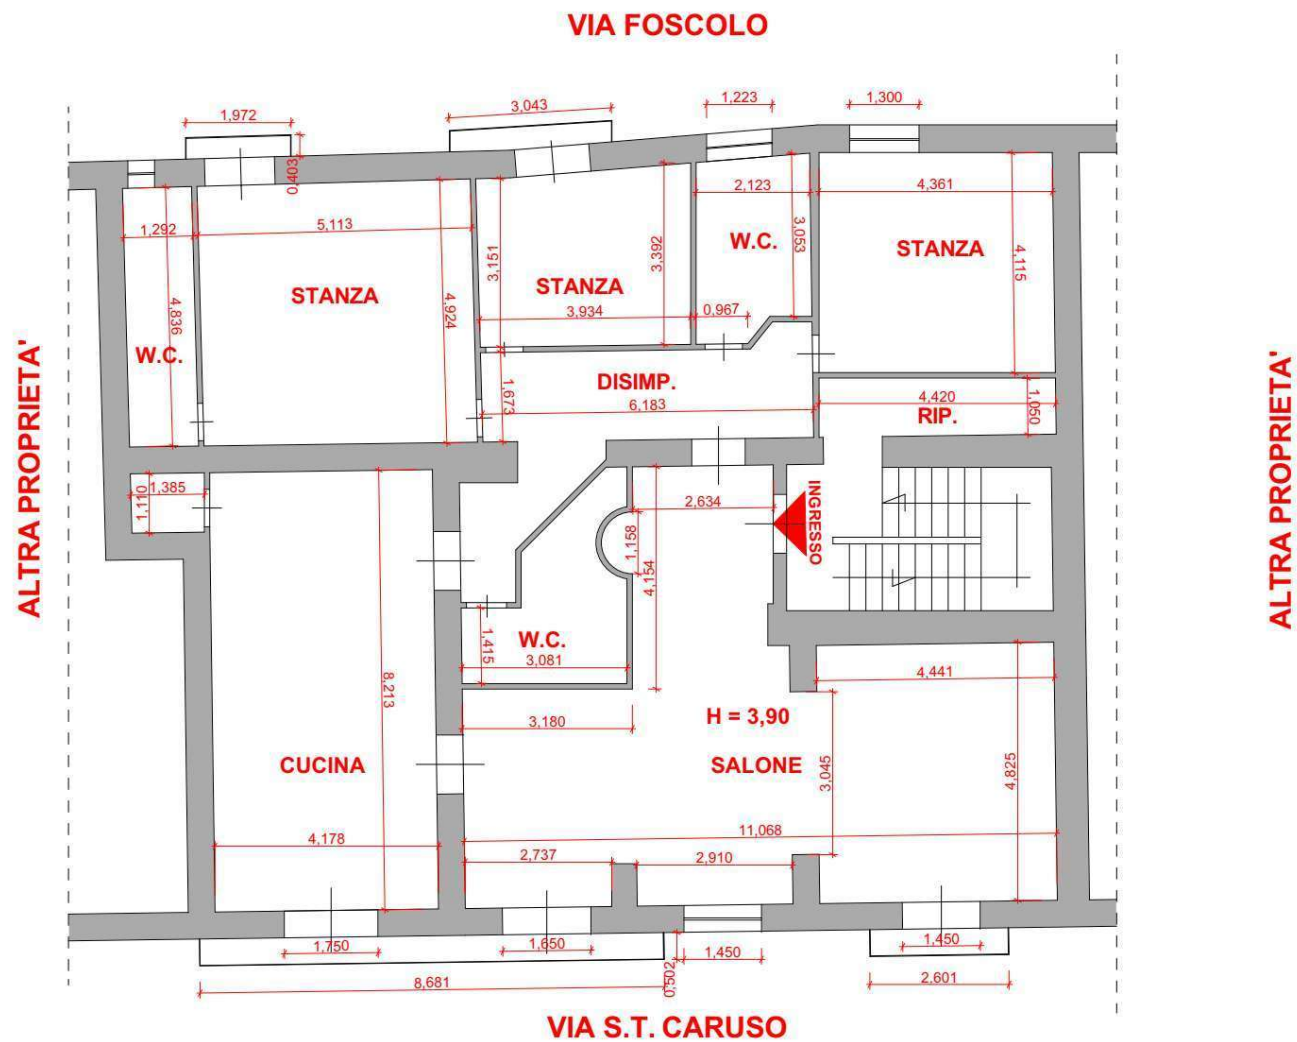 VIA FOSCOLO
1,972
3,043
1,223
1,300
0,403
1,292
5,113
3,151
3,392
2,123
3,053
4,361
4,115
W.C.
STANZA
STANZA
STANZA
4,836
4,924
3,934
0,967
W.C.
DISIMP.
1,673
6,183
4,420
1,050
RIP.
ALTRA PROPRIETA'
ALTRA PROPRIETA'
1,385
1,110
2,634
INGRESSO
1,158
4,154
W.C.
1,415
3,081
8,213
4,441
3,180
H = 3,90
CUCINA
SALONE
3,045
4,825
11,068
4,178
2,737
2,910
1,750
1,650
1,450
1,450
0,502
8,681
2,601
VIA S.T. CARUSO